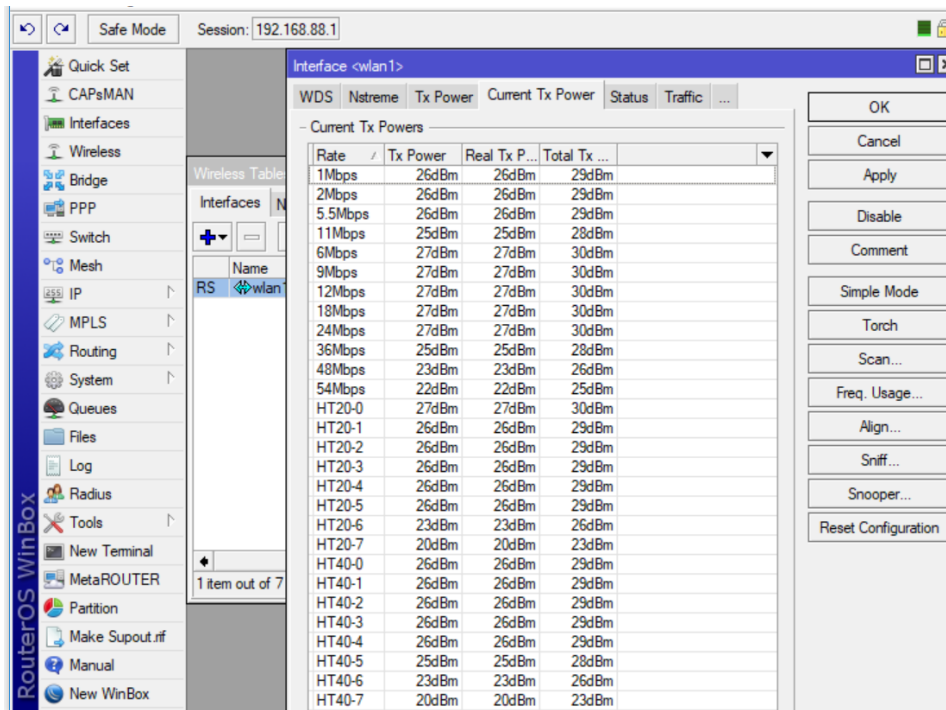 Safe Mode Session: 192.168.88.1
RouterOS WinBox
Quick Set
CAPsMAN
Interfaces
Wireless
Bridge
PPP
Switch
Mesh
IP
MPLS
Routing
System
Queues
Files
Log
Radius
Tools
New Terminal
MetaROUTER
Partition
Make Supout.rif
Manual
New WinBox
Wireless Table
Interfaces N
Name
RS wlan1
1 item out of 7
Interface <wlan1>
WDS Nstreme Tx Power Current Tx Power Status Traffic ...
Current Tx Powers
Rate Tx Power Real Tx P... Total Tx ...
1Mbps 26dBm 26dBm 29dBm
2Mbps 26dBm 26dBm 29dBm
5.5Mbps 26dBm 26dBm 29dBm
11Mbps 25dBm 25dBm 28dBm
6Mbps 27dBm 27dBm 30dBm
9Mbps 27dBm 27dBm 30dBm
12Mbps 27dBm 27dBm 30dBm
18Mbps 27dBm 27dBm 30dBm
24Mbps 27dBm 27dBm 30dBm
36Mbps 25dBm 25dBm 28dBm
48Mbps 23dBm 23dBm 26dBm
54Mbps 22dBm 22dBm 25dBm
HT20-0 27dBm 27dBm 30dBm
HT20-1 26dBm 26dBm 29dBm
HT20-2 26dBm 26dBm 29dBm
HT20-3 26dBm 26dBm 29dBm
HT20-4 26dBm 26dBm 29dBm
HT20-5 26dBm 26dBm 29dBm
HT20-6 23dBm 23dBm 26dBm
HT20-7 20dBm 20dBm 23dBm
HT40-0 26dBm 26dBm 29dBm
HT40-1 26dBm 26dBm 29dBm
HT40-2 26dBm 26dBm 29dBm
HT40-3 26dBm 26dBm 29dBm
HT40-4 26dBm 26dBm 29dBm
HT40-5 25dBm 25dBm 28dBm
HT40-6 23dBm 23dBm 26dBm
HT40-7 20dBm 20dBm 23dBm
OK
Cancel
Apply
Disable
Comment
Simple Mode
Torch
Scan...
Freq. Usage...
Align...
Sniff...
Snooper...
Reset Configuration